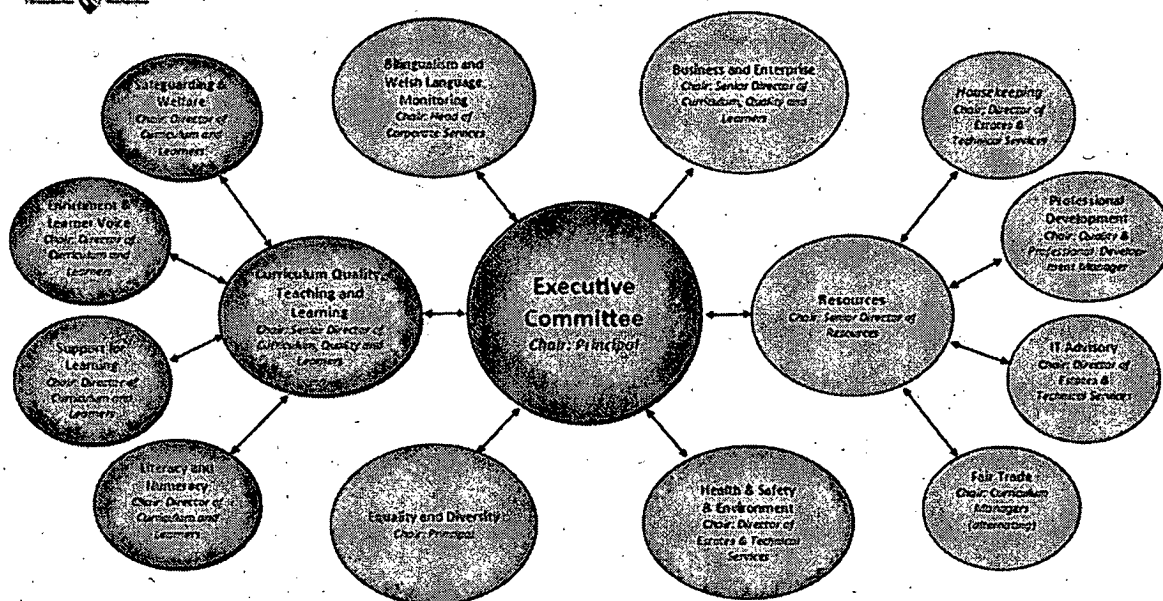 Safeguarding &
Welfare
Chair: Director of
Curriculum and
Learners
Bilingualism and
Welsh Language
Monitoring
Chair: Head of
Corporate Services
Business and Enterprise
Chair: Senior Director of
Curriculum, Quality and
Learners
Housekeeping
Chair: Director of
Estates &
Technical Services
Enrichment &
Learner Voice
Chair: Director of
Curriculum and Learners
Professional
Development
Chair: Quality &
Professional Develop-
ment Manager
Curriculum Quality,
Teaching and
Learning
Chair: Senior Director of
Curriculum, Quality and
Learners
Executive
Committee
Chair: Principal
Resources
Chair: Senior Director of
Resources
Support for
Learning
Chair: Director of
Curriculum and
Learners
IT Advisory
Chair: Director of
Estates &
Technical Services
Literacy and
Numeracy
Chair: Director of
Curriculum and
Learners
Equality and Diversity
Chair: Principal
Health & Safety
& Environment
Chair: Director of
Estates & Technical
Services
Fair Trade
Chair: Curriculum
Managers
(alternating)